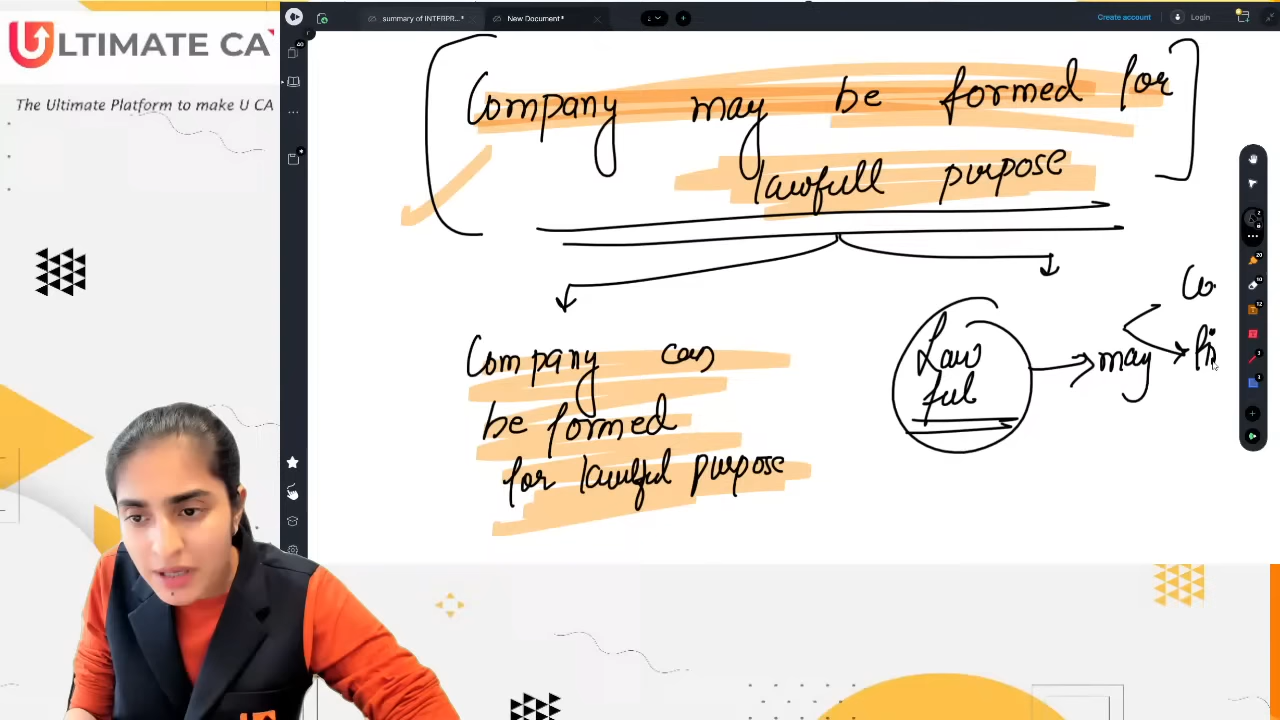 summary of INTERPR...*
New Document*
Create account
Login
ULTIMATE CA
The Ultimate Platform to make U CA
Company may be formed for
lawfull purpose
Company can
be formed
for lawful purpose
Law
ful
may
Co